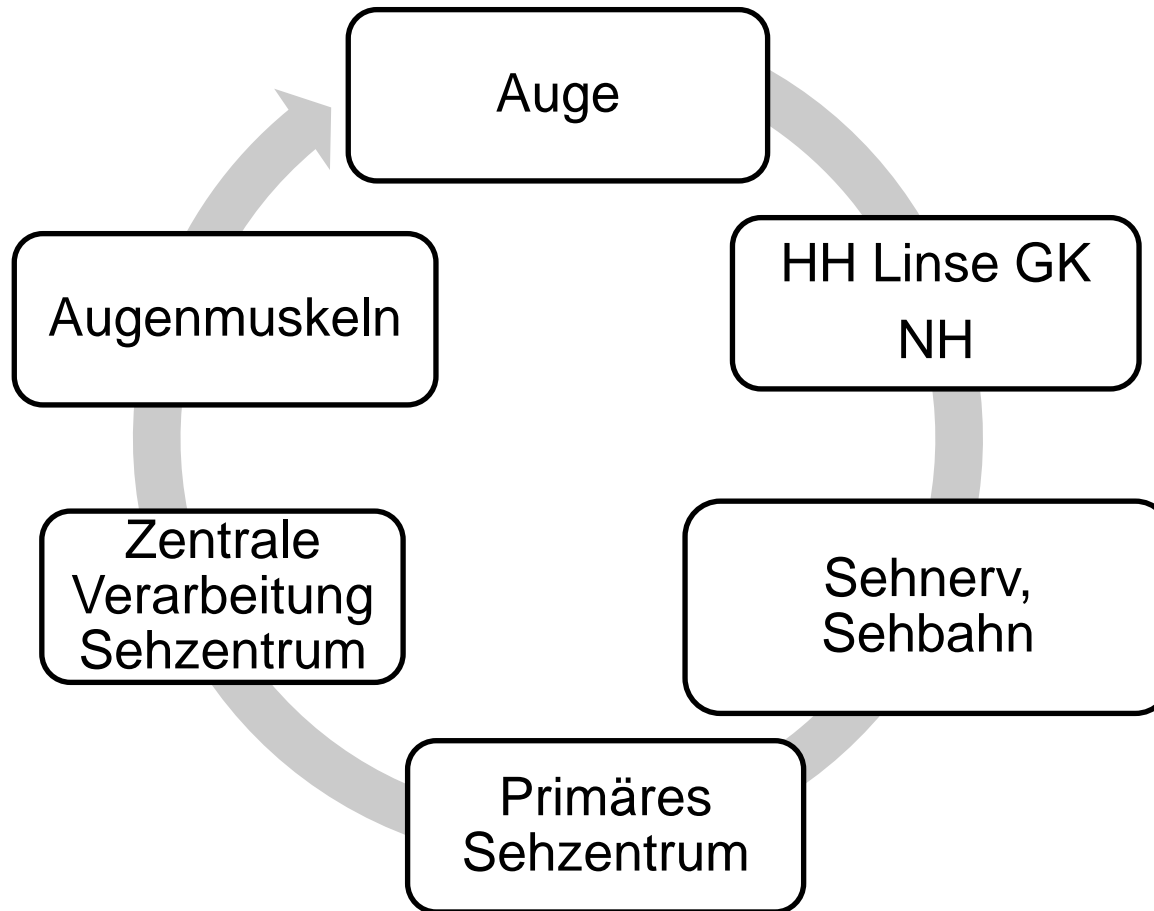 Auge
HH Linse GK
NH
Sehnerv,
Sehbahn
Primäres
Sehzentrum
Zentrale
Verarbeitung
Sehzentrum
Augenmuskeln